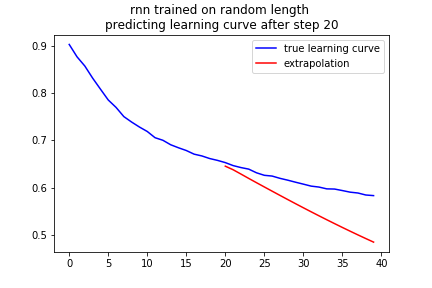 rnn trained on random length
predicting learning curve after step 20
true learning curve
extrapolation
0.9
0.8
0.7
0.6
0.5
0 5 10 15 20 25 30 35 40